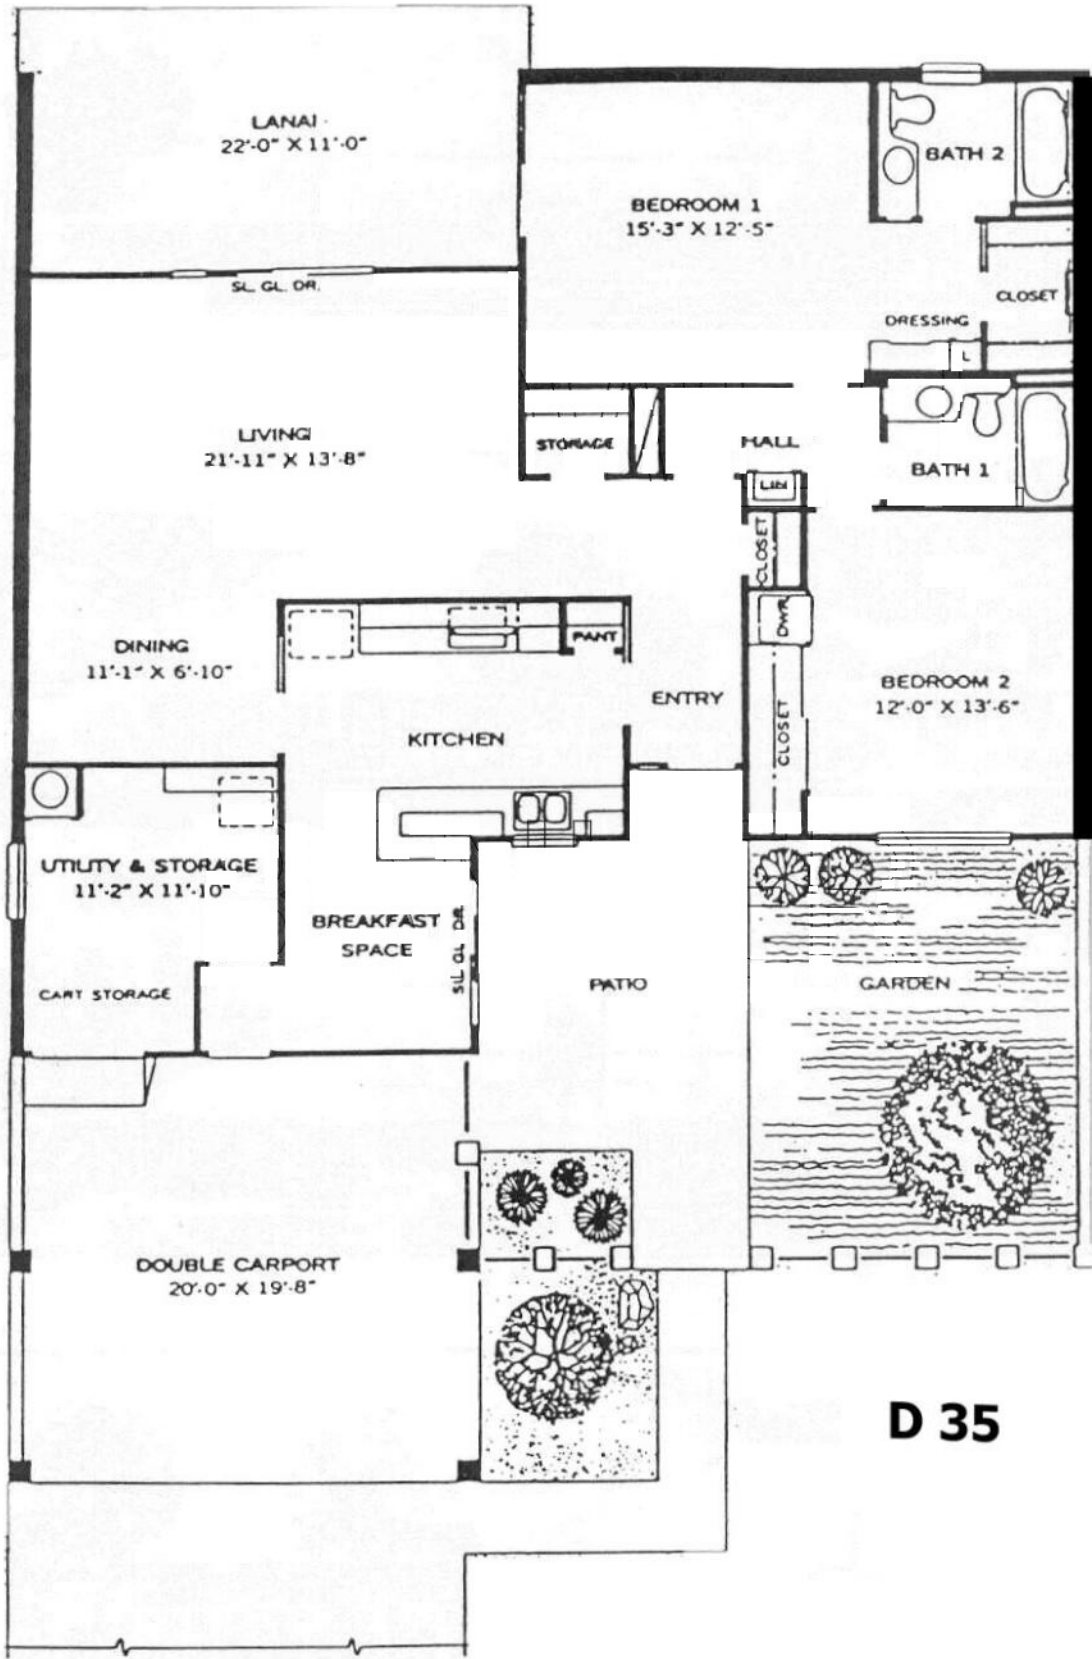 LANAI
22'-0" X 11'-0"
SL. GL. DR.
BEDROOM 1
15'-3" X 12'-5"
BATH 2
CLOSET
DRESSING
L
LIVING
21'-11" X 13'-8"
STORAGE
HALL
LIN
BATH 1
CLOSET
DWR
CLOSET
DINING
11'-1" X 6'-10"
PANT
KITCHEN
ENTRY
BEDROOM 2
12'-0" X 13'-6"
UTILITY & STORAGE
11'-2" X 11'-10"
CART STORAGE
BREAKFAST
SPACE
SL GL DR.
PATIO
GARDEN
DOUBLE CARPORT
20'-0" X 19'-8"
D 35